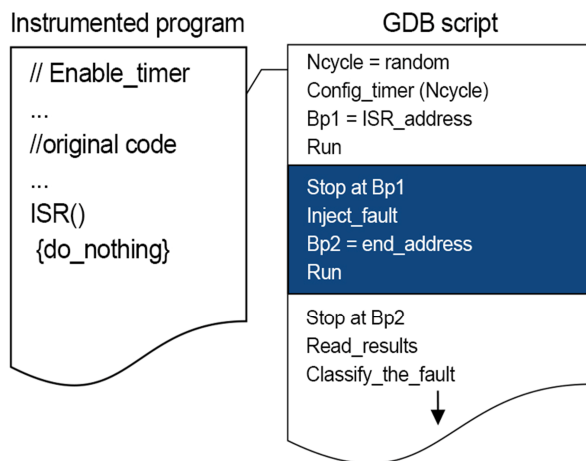 Instrumented program
// Enable_timer
...
//original code
...
ISR()
{do_nothing}
GDB script
Ncycle = random
Config_timer (Ncycle)
Bp1 = ISR_address
Run
Stop at Bp1
Inject_fault
Bp2 = end_address
Run
Stop at Bp2
Read_results
Classify_the_fault